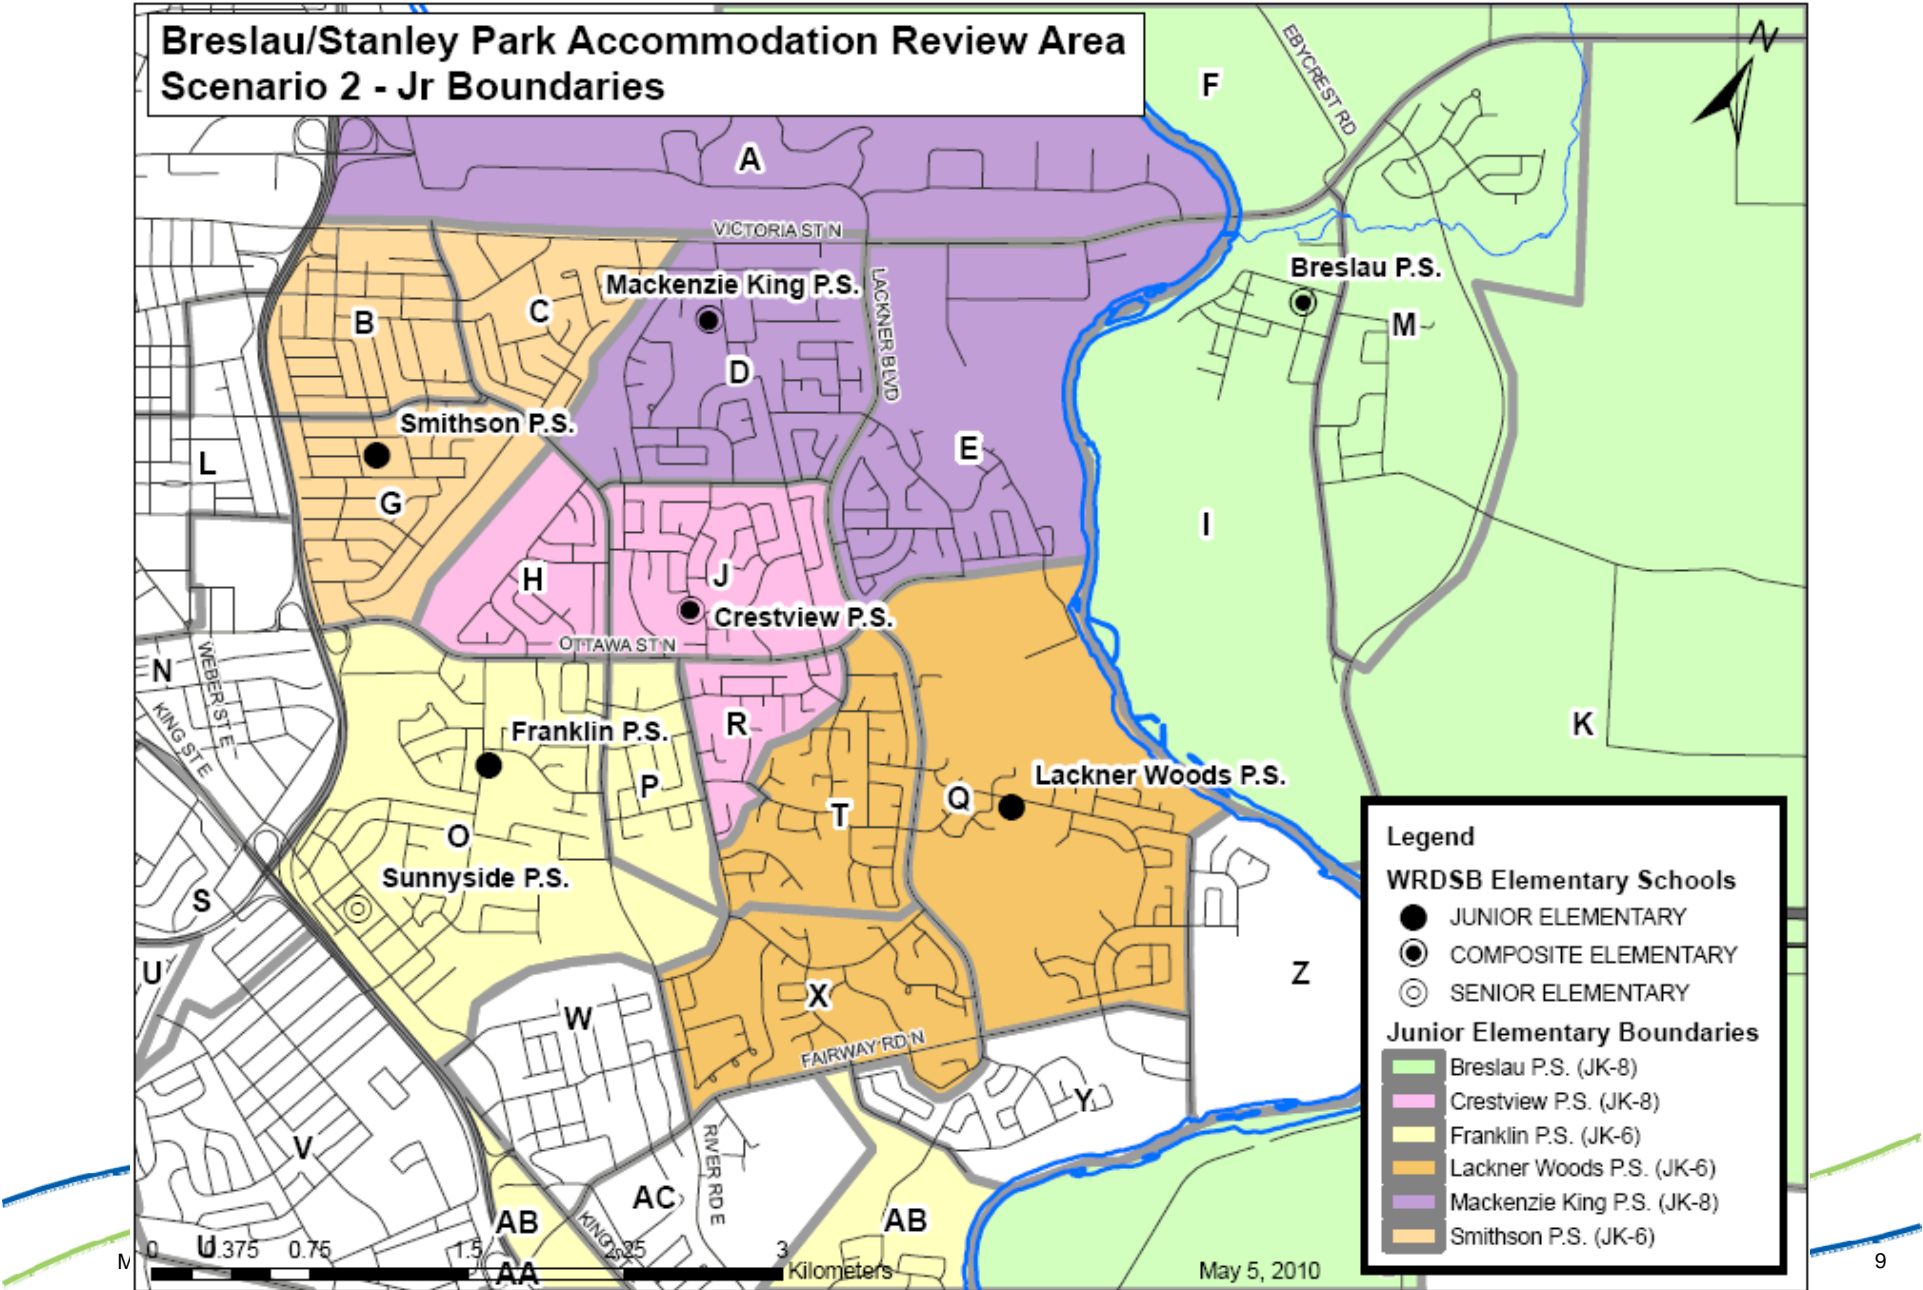 Breslau/Stanley Park Accommodation Review Area
Scenario 2 - Jr Boundaries
N
F
EBYCREST RD
A
VICTORIA ST N
Breslau P.S.
Mackenzie King P.S.
LACKNER BLVD
C
B
M
D
Smithson P.S.
E
L
G
I
H
J
Crestview P.S.
OTTAWA ST N
N
WEBER ST E
KING ST E
R
K
Franklin P.S.
Lackner Woods P.S.
P
Q
T
O
Sunnyside P.S.
S
U
Z
X
W
FAIRWAY RD N
Y
V
RIVER RD E
AC
AB
AB
KING ST
U
AA
0 0.375 0.75 1.5 2.25 3
Kilometers
May 5, 2010
Legend
WRDSB Elementary Schools
JUNIOR ELEMENTARY
COMPOSITE ELEMENTARY
SENIOR ELEMENTARY
Junior Elementary Boundaries
Breslau P.S. (JK-8)
Crestview P.S. (JK-8)
Franklin P.S. (JK-6)
Lackner Woods P.S. (JK-6)
Mackenzie King P.S. (JK-8)
Smithson P.S. (JK-6)
M
9